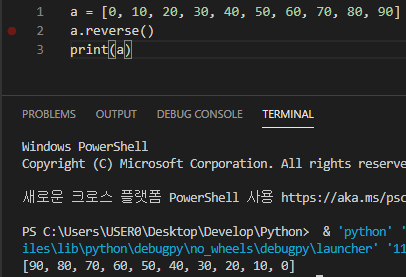 1 a = [0, 10, 20, 30, 40, 50, 60, 70, 80, 90]
2 a.reverse()
3 print(a)
PROBLEMS OUTPUT DEBUG CONSOLE TERMINAL
Windows PowerShell
Copyright (C) Microsoft Corporation. All rights reserve
새로운 크로스 플랫폼 PowerShell 사용 https://aka.ms/psc
PS C:\Users\USER0\Desktop\Develop\Python> & 'python' '
iles\lib\python\debugpy\no_wheels\debugpy\launcher' '11
[90, 80, 70, 60, 50, 40, 30, 20, 10, 0]